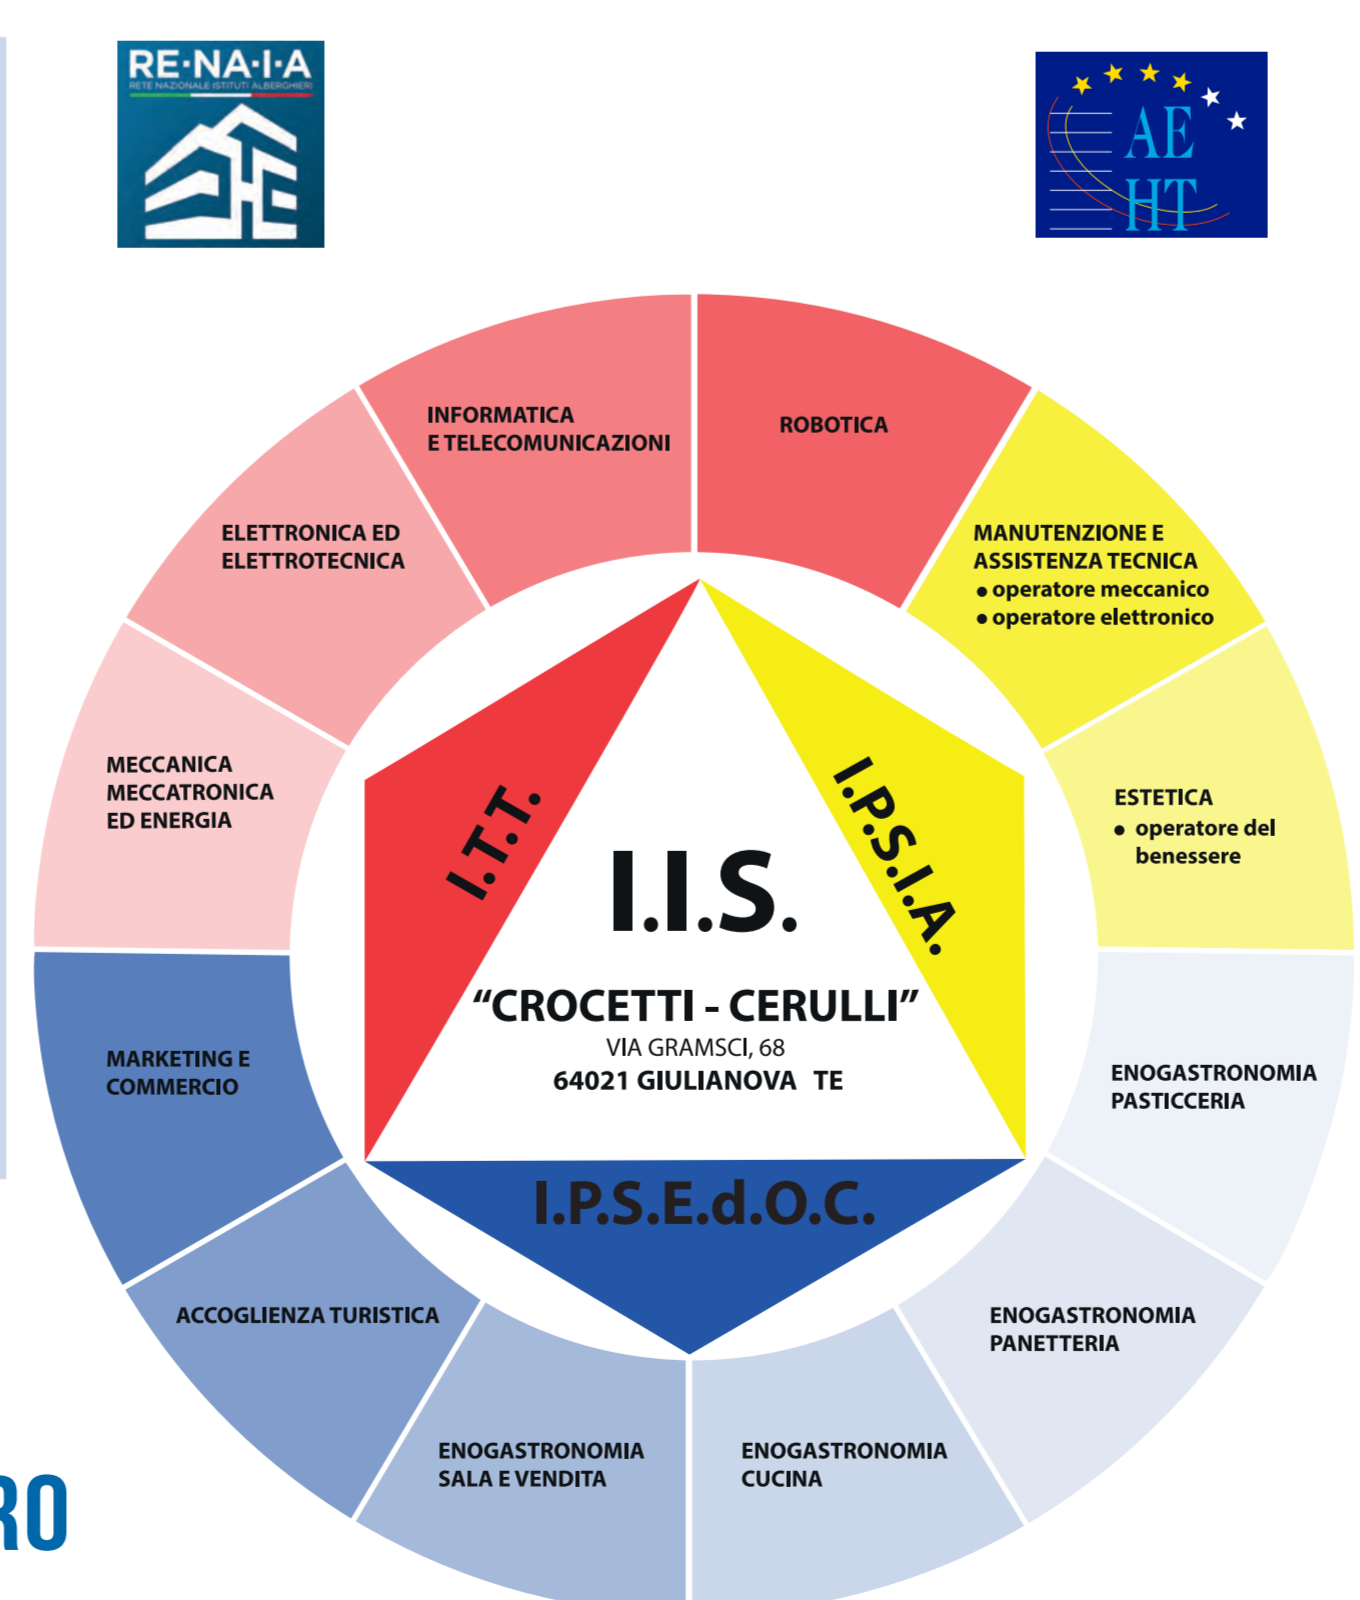 RE·NA·I·A
RETE NAZIONALE ISTITUTI ALBERGHIERI
AE
HT
INFORMATICA
E TELECOMUNICAZIONI
ROBOTICA
ELETTRONICA ED
ELETTROTECNICA
MANUTENZIONE E
ASSISTENZA TECNICA
• operatore meccanico
• operatore elettronico
MECCANICA
MECCATRONICA
ED ENERGIA
ESTETICA
• operatore del
benessere
I.T.T.
I.P.S.I.A.
I.I.S.
“CROCETTI - CERULLI”
VIA GRAMSCI, 68
64021 GIULIANOVA TE
MARKETING E
COMMERCIO
ENOGASTRONOMIA
PASTICCERIA
I.P.S.E.d.O.C.
ACCOGLIENZA TURISTICA
ENOGASTRONOMIA
PANETTERIA
ENOGASTRONOMIA
SALA E VENDITA
ENOGASTRONOMIA
CUCINA
RO